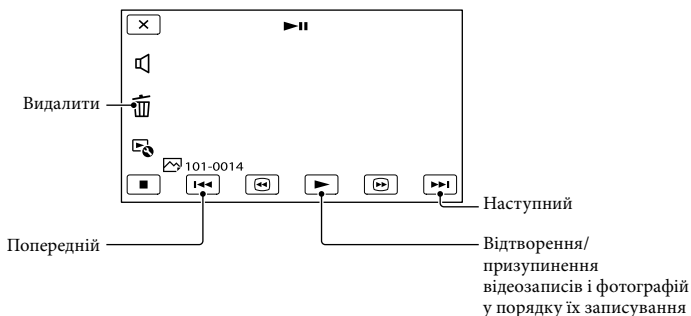 Видалити
101-0014
Наступний
Попередній
Відтворення/
призупинення
відеозаписів і фотографій
у порядку їх записування